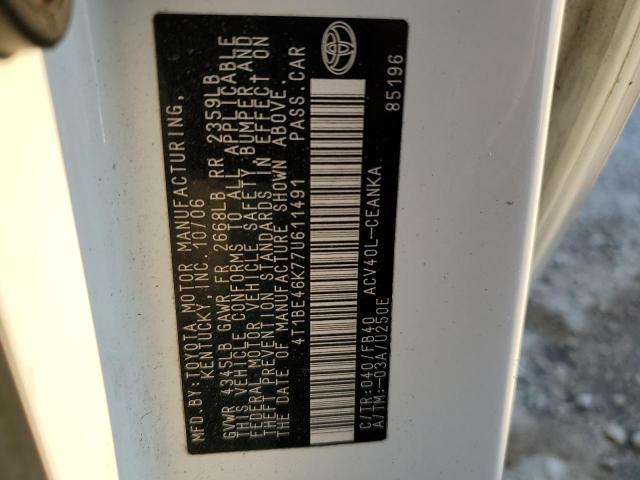 MFD.BY:TOYOTA MOTOR MANUFACTURING,
KENTUCKY, INC. 10/06
GVWR 4345LB GAWR FR 2668LB RR 2359LB
THIS VEHICLE CONFORMS TO ALL APPLICABLE
FEDERAL MOTOR VEHICLE SAFETY, BUMPER, AND
THEFT PREVENTION STANDARDS IN EFFECT ON
THE DATE OF MANUFACTURE SHOWN ABOVE.
4T1BE46K77U611491 PASS.CAR
C/TR:040/FB40 ACV40L-CEANKA
A/TM:-03A/U250E
85196